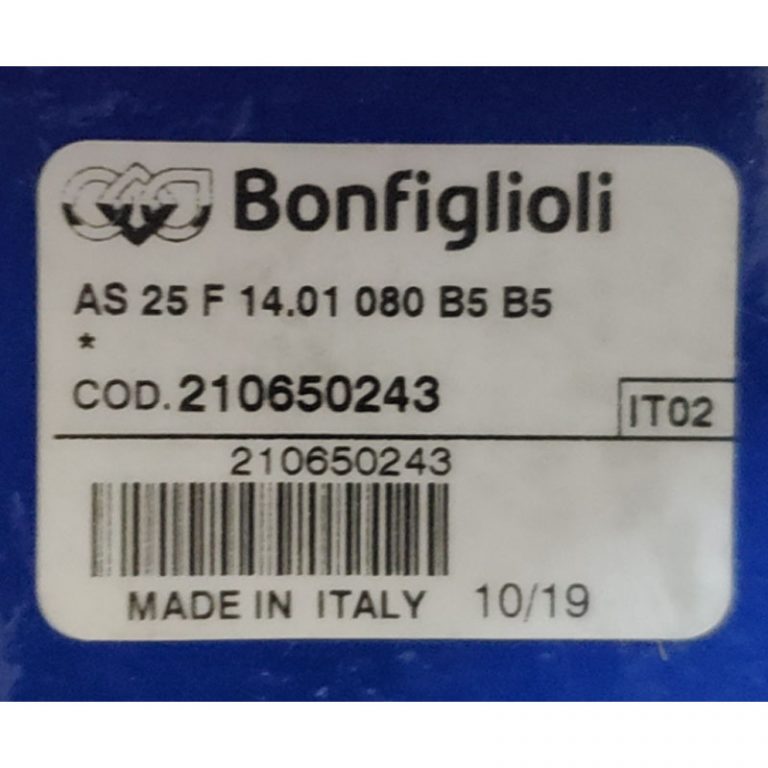 Bonfiglioli
AS 25 F 14.01 080 B5 B5
*
COD. 210650243
IT02
210650243
MADE IN ITALY 10/19